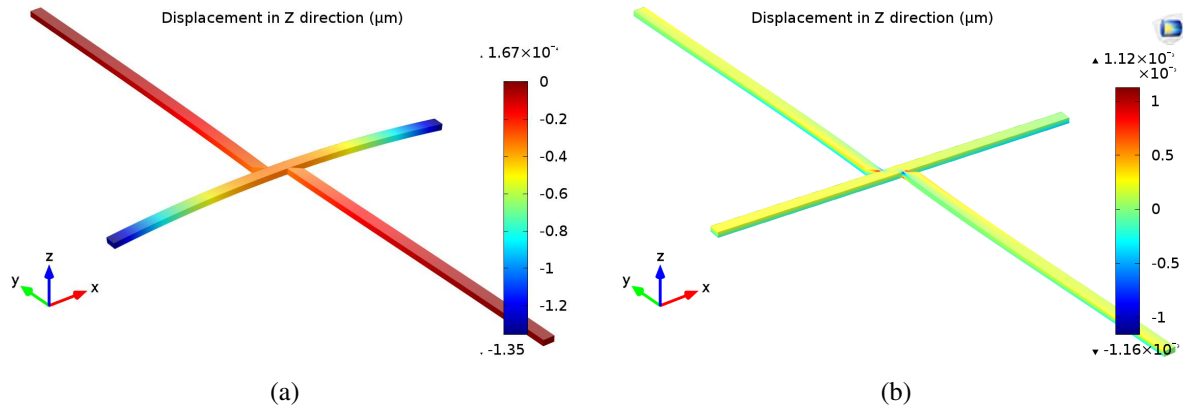 Displacement in Z direction (μm)
1.67×10⁻
0
-0.2
-0.4
-0.6
-0.8
-1
-1.2
-1.35
z
y
x
(a)
Displacement in Z direction (μm)
▲ 1.12×10⁻
×10⁻
1
0.5
0
-0.5
-1
▼ -1.16×10⁻
z
y
x
(b)